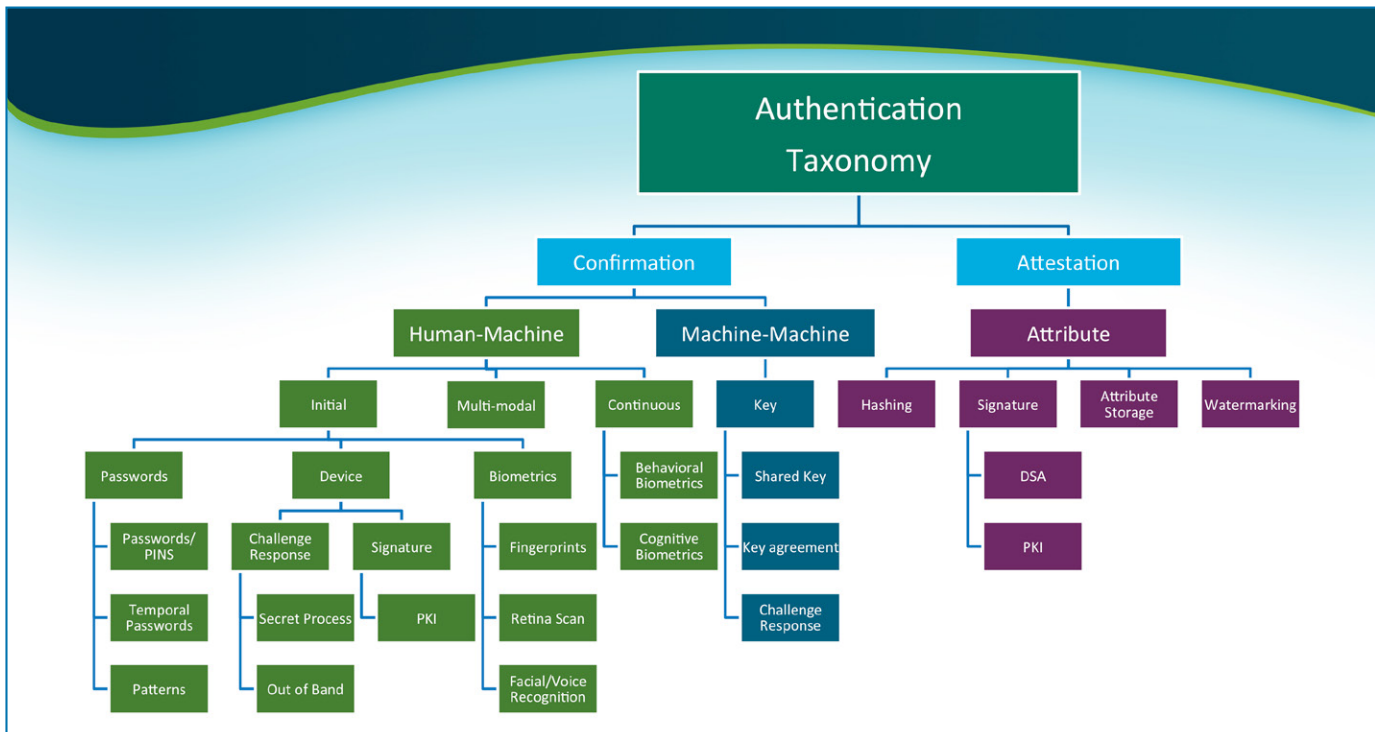 Authentication
Taxonomy
Confirmation
Attestation
Human-Machine
Machine-Machine
Attribute
Initial
Multi-modal
Continuous
Key
Hashing
Signature
Attribute
Storage
Watermarking
Passwords
Device
Biometrics
Behavioral
Biometrics
Shared Key
DSA
Passwords/
PINS
Challenge
Response
Signature
Fingerprints
Cognitive
Biometrics
Key agreement
PKI
Temporal
Passwords
Secret Process
PKI
Retina Scan
Challenge
Response
Patterns
Out of Band
Facial/Voice
Recognition